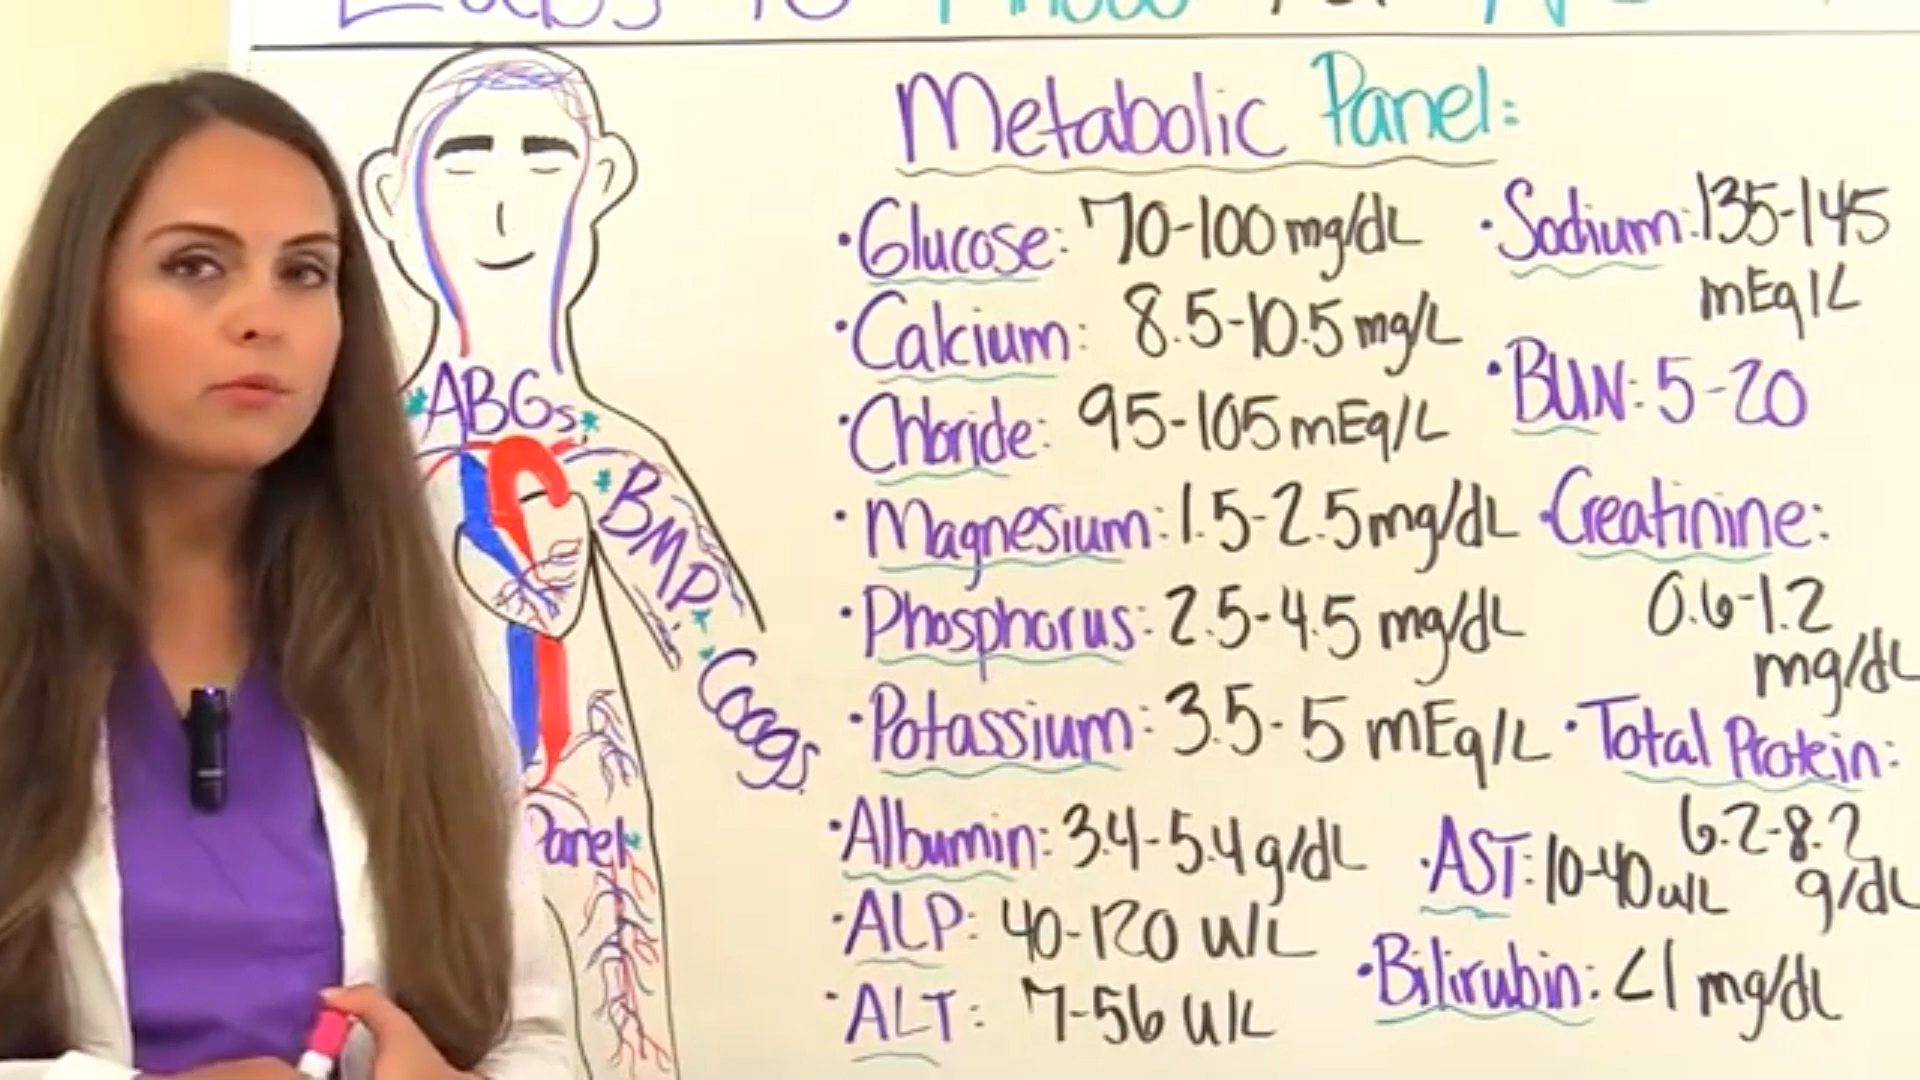 Labs to Know for
Metabolic Panel:
•Glucose: 70-100 mg/dL
•Calcium: 8.5-10.5 mg/L
•Chloride: 95-105 mEq/L
•Magnesium: 1.5-2.5 mg/dL
•Phosphorus: 2.5-4.5 mg/dL
•Potassium: 3.5-5 mEq/L
•Albumin: 3.4-5.4 g/dL
•ALP: 40-120 u/L
•ALT: 7-56 u/L
•Sodium: 135-145
mEq/L
•BUN: 5-20
•Creatinine:
0.6-1.2
mg/dL
•Total Protein:
6.2-8.2
g/dL
•AST: 10-40 u/L
•Bilirubin: <1 mg/dL
*ABGs*
*BMP*
*Coags
Panel*